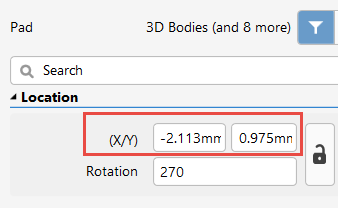 Pad 3D Bodies (and 8 more)
Search
Location
(X/Y) -2.113mm 0.975mm
Rotation 270